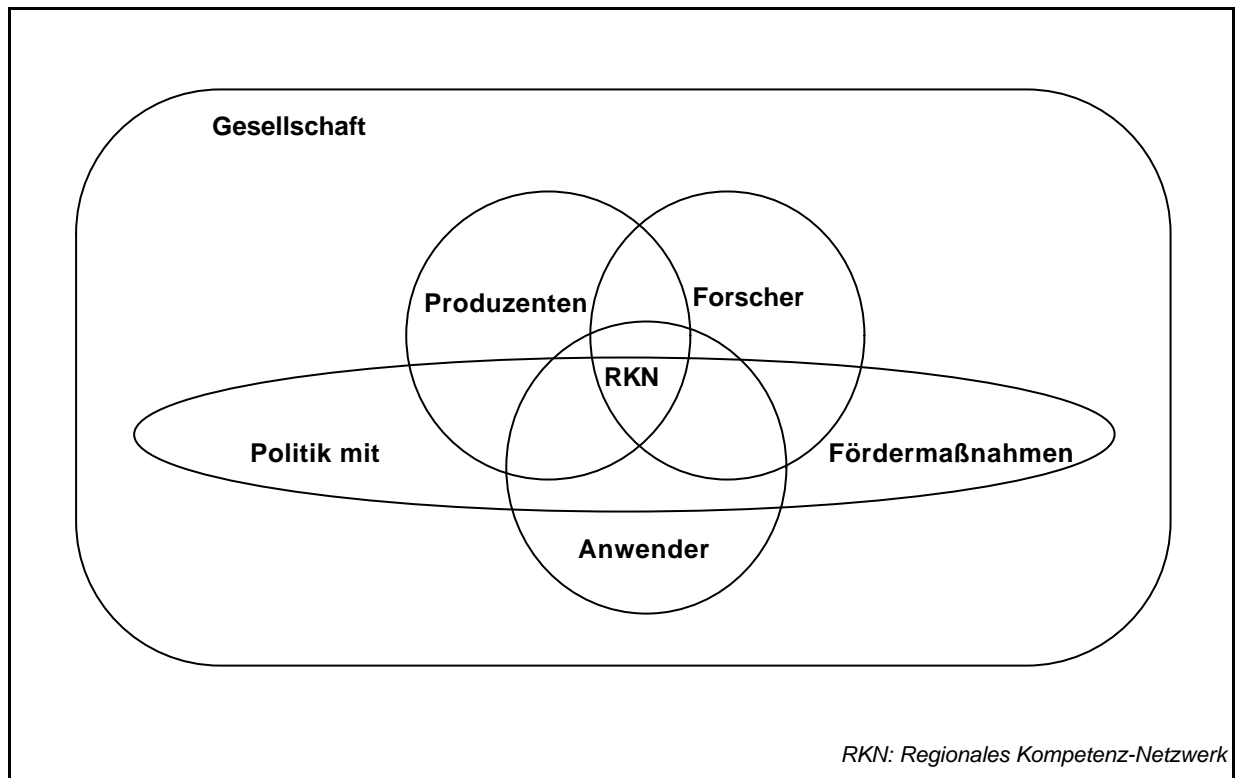 Gesellschaft
Produzenten
Forscher
RKN
Politik mit
Fördermaßnahmen
Anwender
RKN: Regionales Kompetenz-Netzwerk